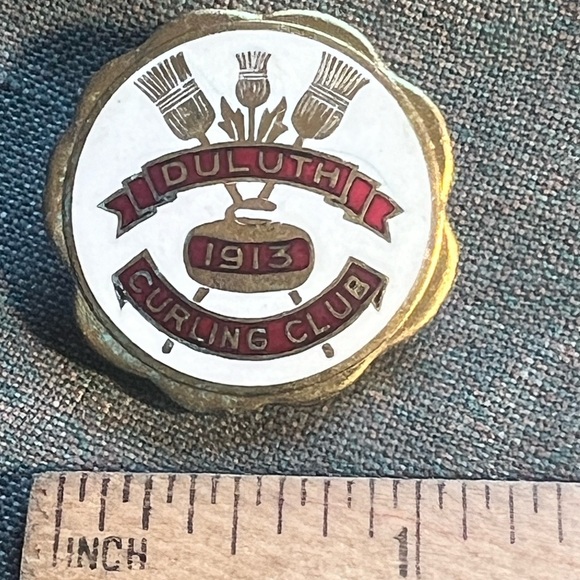 DULUTH
1913
CURLING CLUB
INCH
1